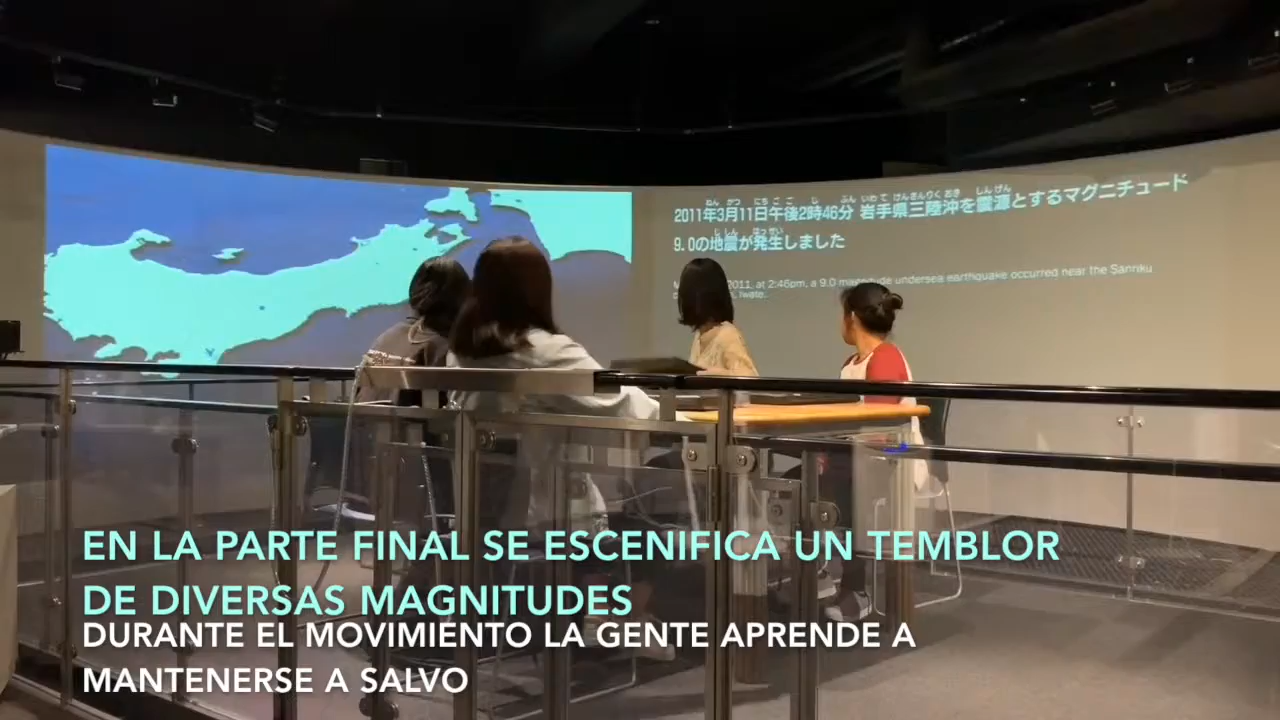 2011年3月11日午後2時46分 岩手県三陸沖を震源とするマグニチュード
9.0の地震が発生しました
2011, at 2:46pm, a 9.0 magnitude undersea earthquake occurred near the Sanriku
Iwate.
EN LA PARTE FINAL SE ESCENIFICA UN TEMBLOR
DE DIVERSAS MAGNITUDES
DURANTE EL MOVIMIENTO LA GENTE APRENDE A
MANTENERSE A SALVO